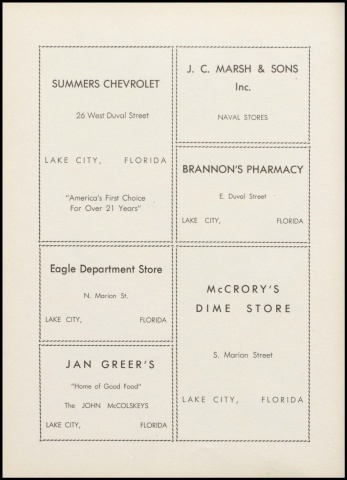 SUMMERS CHEVROLET
26 West Duval Street
LAKE CITY, FLORIDA
"America's First Choice
For Over 21 Years"
J. C. MARSH & SONS
Inc.
NAVAL STORES
BRANNON'S PHARMACY
E. Duval Street
LAKE CITY, FLORIDA
Eagle Department Store
N. Marion St.
LAKE CITY, FLORIDA
McCRORY'S
DIME STORE
S. Marion Street
LAKE CITY, FLORIDA
JAN GREER'S
"Home of Good Food"
The JOHN McCOLSKEYS
LAKE CITY, FLORIDA